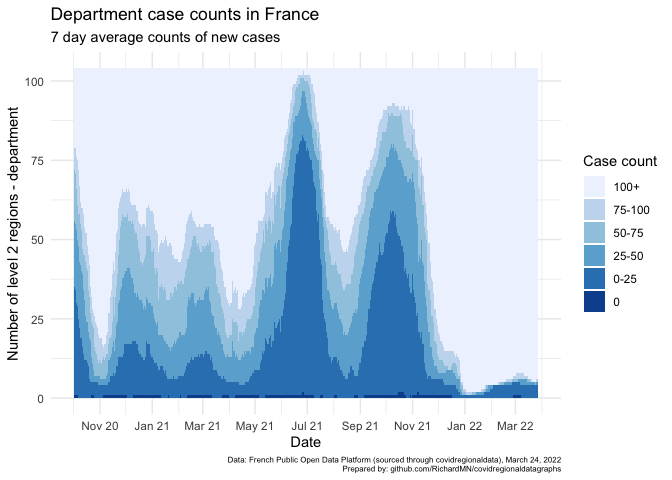 Department case counts in France
7 day average counts of new cases
Number of level 2 regions - department
100
75
50
25
0
Nov 20 Jan 21 Mar 21 May 21 Jul 21 Sep 21 Nov 21 Jan 22 Mar 22
Date
Case count
100+
75-100
50-75
25-50
0-25
0
Data: French Public Open Data Platform (sourced through covidregionaldata), March 24, 2022
Prepared by: github.com/RichardMN/covidregionaldatagraphs